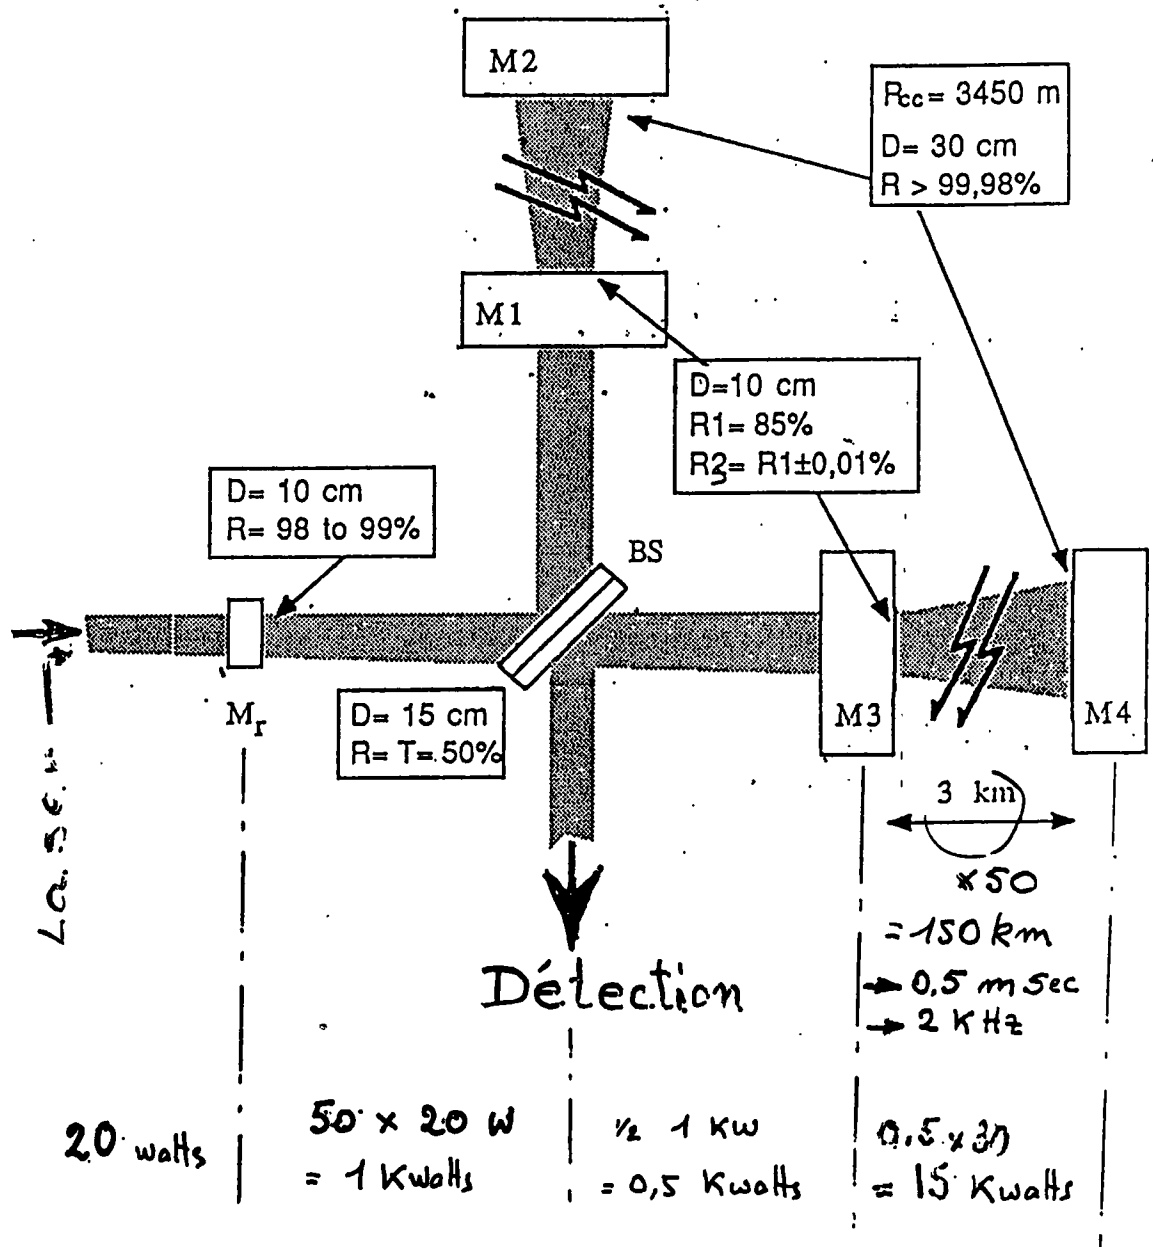 M2
Rcc= 3450 m
D= 30 cm
R > 99,98%
M1
D=10 cm
R1= 85%
R3= R1±0,01%
D= 10 cm
R= 98 to 99%
BS
Laser
Mr
D= 15 cm
R= T= 50%
M3
M4
3 km
×50
= 150 km
→ 0,5 msec
→ 2 KHz
Détection
20 watts
50 × 20 W
= 1 Kwatts
1/2 1 KW
= 0,5 Kwatts
0,5 x 30
= 15 Kwatts